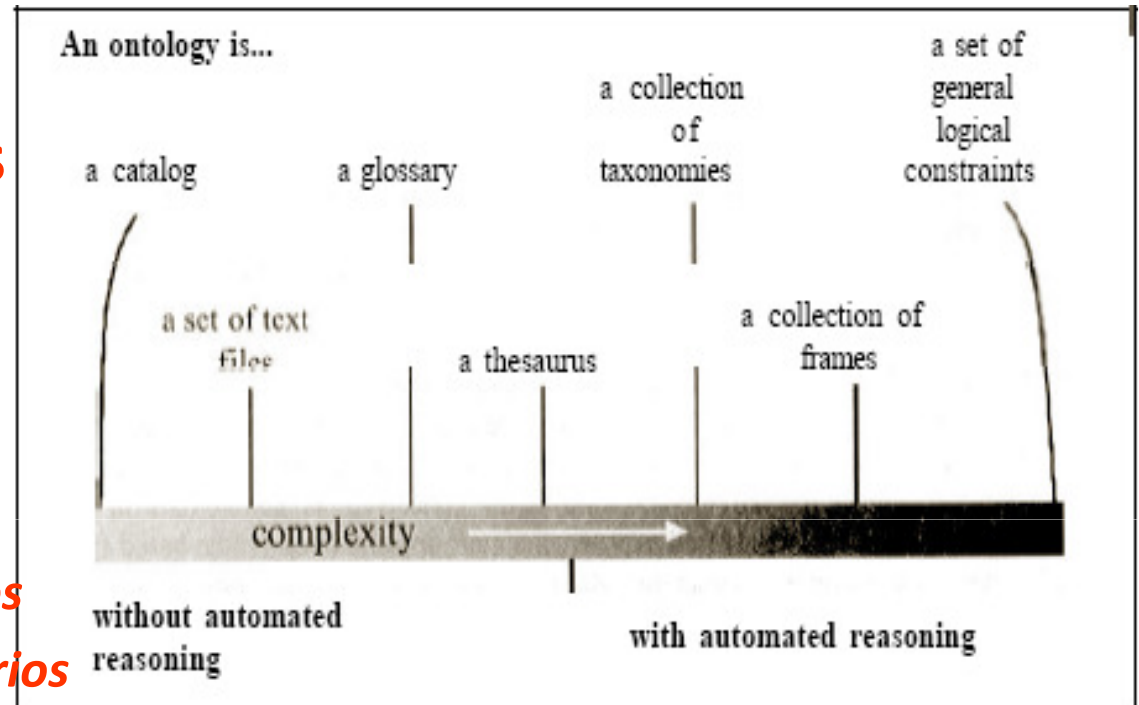 An ontology is...
a set of
general
logical
constraints
a collection
of
taxonomies
a catalog
a glossary
a set of text
files
a thesaurus
a collection of
frames
complexity
without automated
reasoning
with automated reasoning